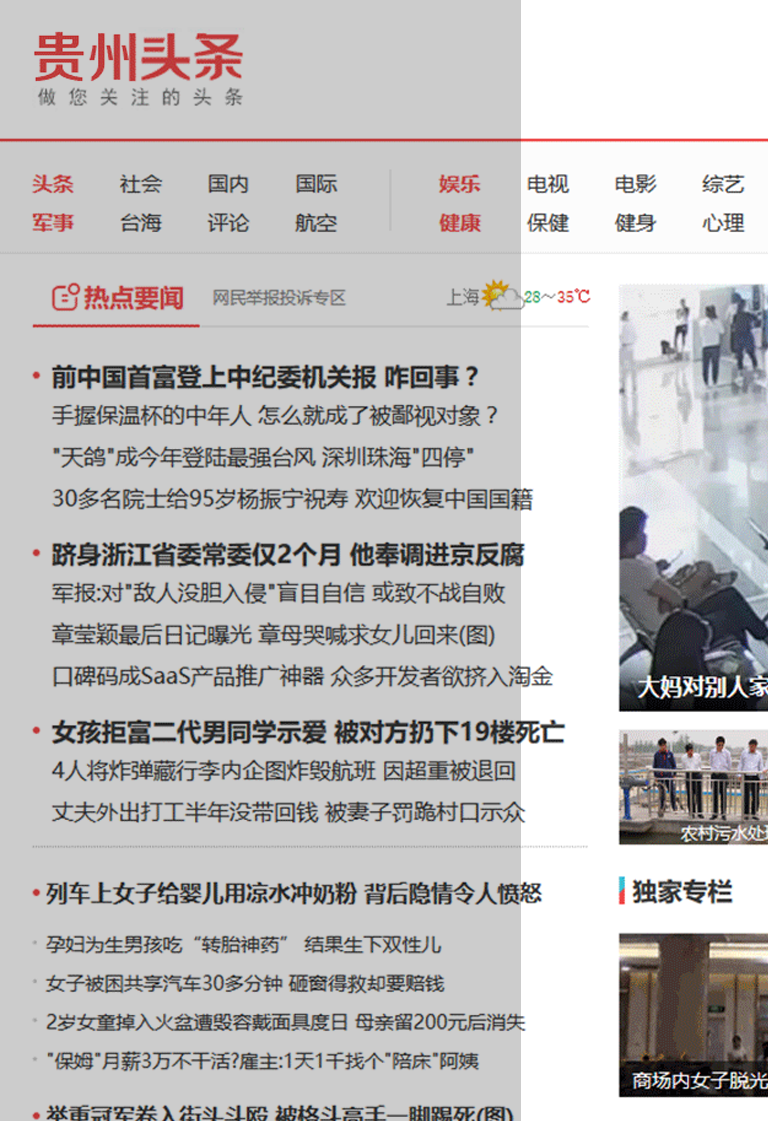 贵州头条
做您关注的头条
头条 社会 国内 国际 娱乐 电视 电影 综艺
军事 台海 评论 航空 健康 保健 健身 心理
热点要闻 网民举报投诉专区 上海 28～35℃
前中国首富登上中纪委机关报 咋回事？
手握保温杯的中年人 怎么就成了被鄙视对象？
"天鸽"成今年登陆最强台风 深圳珠海"四停"
30多名院士给95岁杨振宁祝寿 欢迎恢复中国国籍
跻身浙江省委常委仅2个月 他奉调进京反腐
军报:对"敌人没胆入侵"盲目自信 或致不战自败
章莹颖最后日记曝光 章母哭喊求女儿回来(图)
口碑码成SaaS产品推广神器 众多开发者欲挤入淘金
女孩拒富二代男同学示爱 被对方扔下19楼死亡
4人将炸弹藏行李内企图炸毁航班 因超重被退回
丈夫外出打工半年没带回钱 被妻子罚跪村口示众
列车上女子给婴儿用凉水冲奶粉 背后隐情令人愤怒
孕妇为生男孩吃“转胎神药” 结果生下双性儿
女子被困共享汽车30多分钟 砸窗得救却要赔钱
2岁女童掉入火盆遭毁容戴面具度日 母亲留200元后消失
"保姆"月薪3万不干活?雇主:1天1千找个"陪床"阿姨
举重冠军卷入街头斗殴 被格斗高手一脚踢死(图)
大妈对别人家
农村污水处理
独家专栏
商场内女子脱光